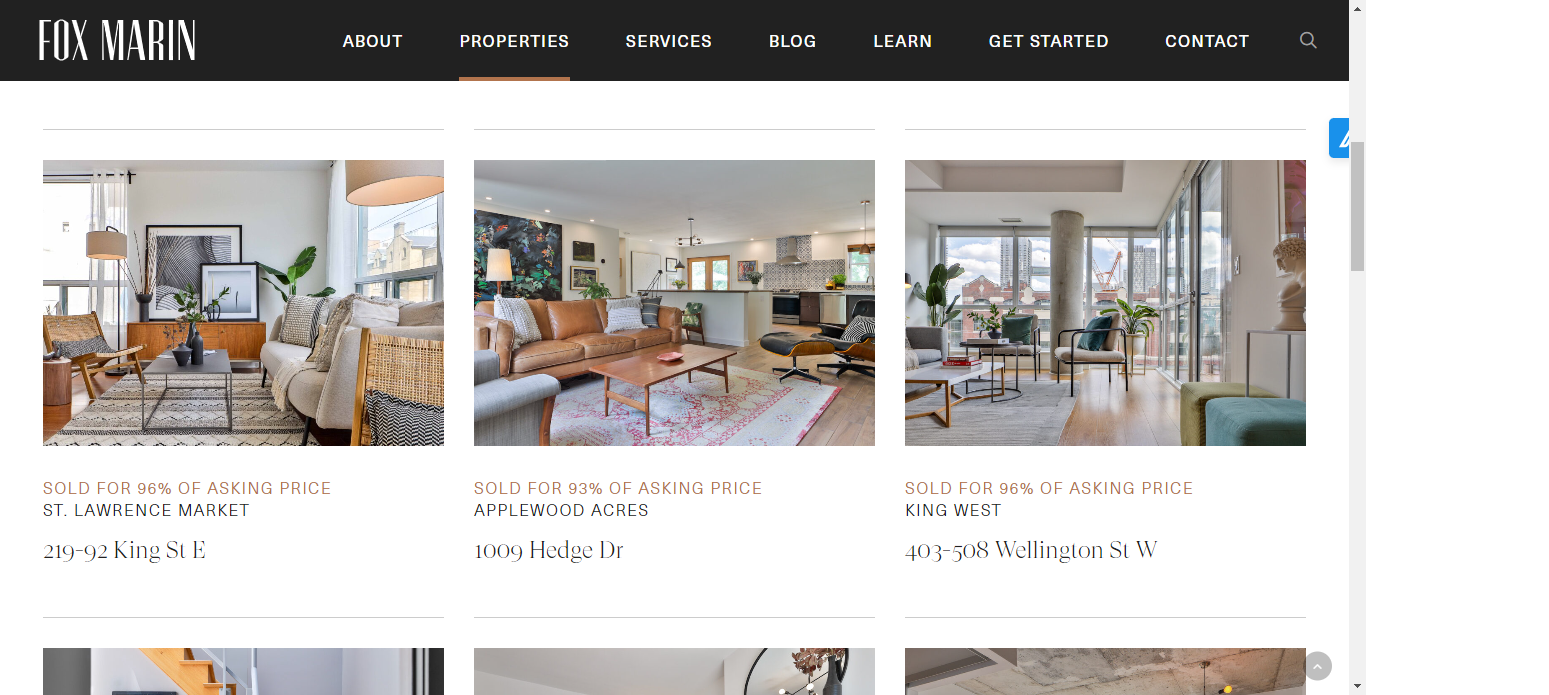 FOX MARIN
ABOUT
PROPERTIES
SERVICES
BLOG
LEARN
GET STARTED
CONTACT
SOLD FOR 96% OF ASKING PRICE
ST. LAWRENCE MARKET
219-92 King St E
SOLD FOR 93% OF ASKING PRICE
APPLEWOOD ACRES
1009 Hedge Dr
SOLD FOR 96% OF ASKING PRICE
KING WEST
403-508 Wellington St W